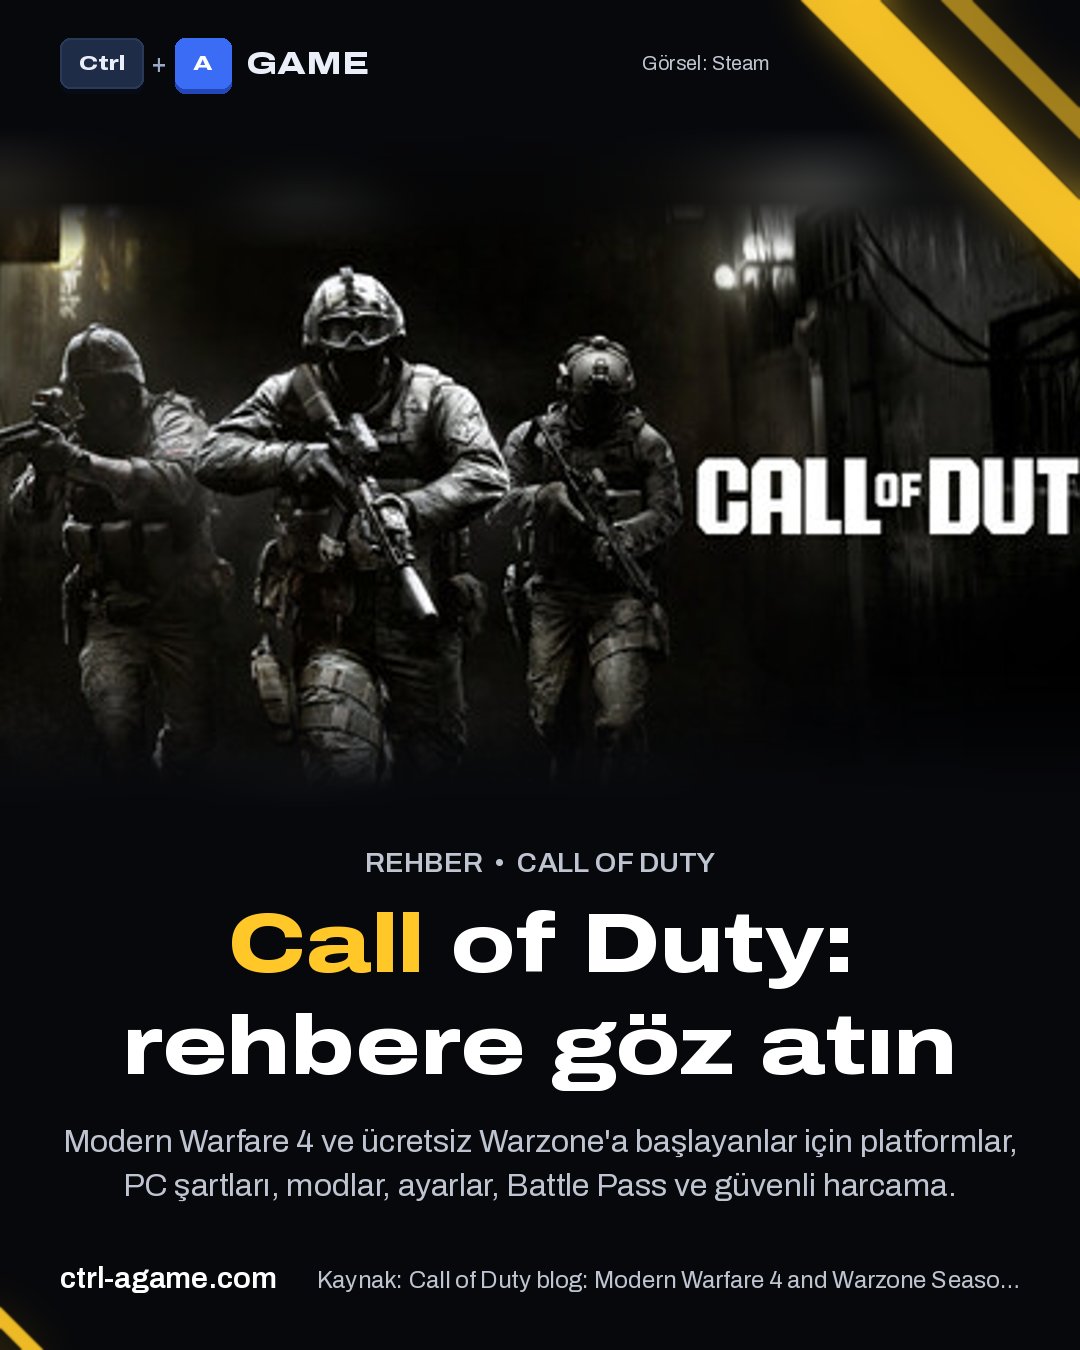 Ctrl + A GAME
Görsel: Steam
CALL OF DUT
REHBER • CALL OF DUTY
Call of Duty:
rehbere göz atın
Modern Warfare 4 ve ücretsiz Warzone'a başlayanlar için platformlar,
PC şartları, modlar, ayarlar, Battle Pass ve güvenli harcama.
ctrl-agame.com
Kaynak: Call of Duty blog: Modern Warfare 4 and Warzone Seaso...